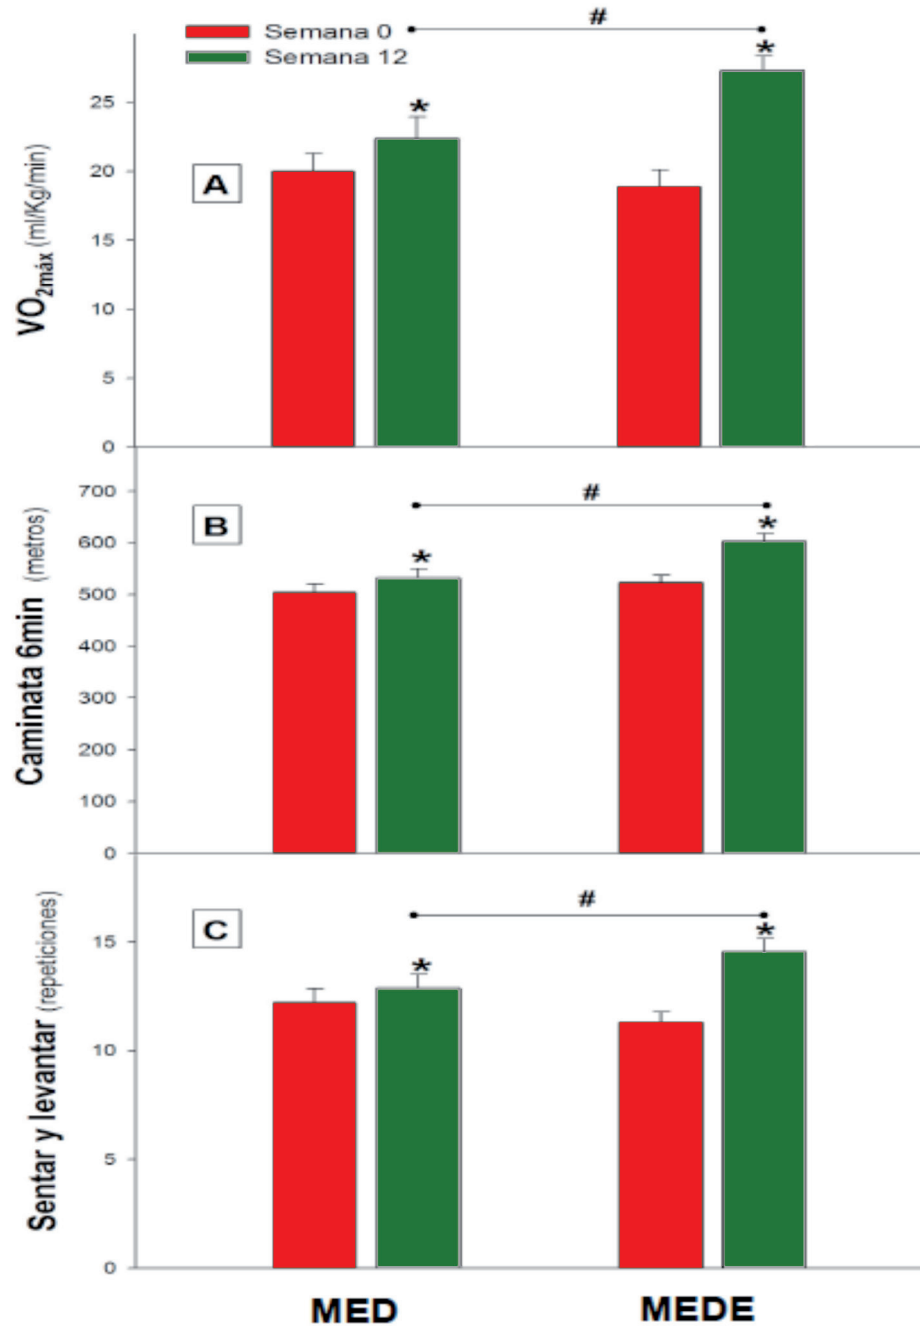 Semana 0
Semana 12
#
*
*
A
VO2máx (ml/Kg/min)
25
20
15
10
5
0
#
*
*
B
Caminata 6min (metros)
700
600
500
400
300
200
100
0
#
*
*
C
Sentar y levantar (repeticiones)
15
10
5
0
MED
MEDE